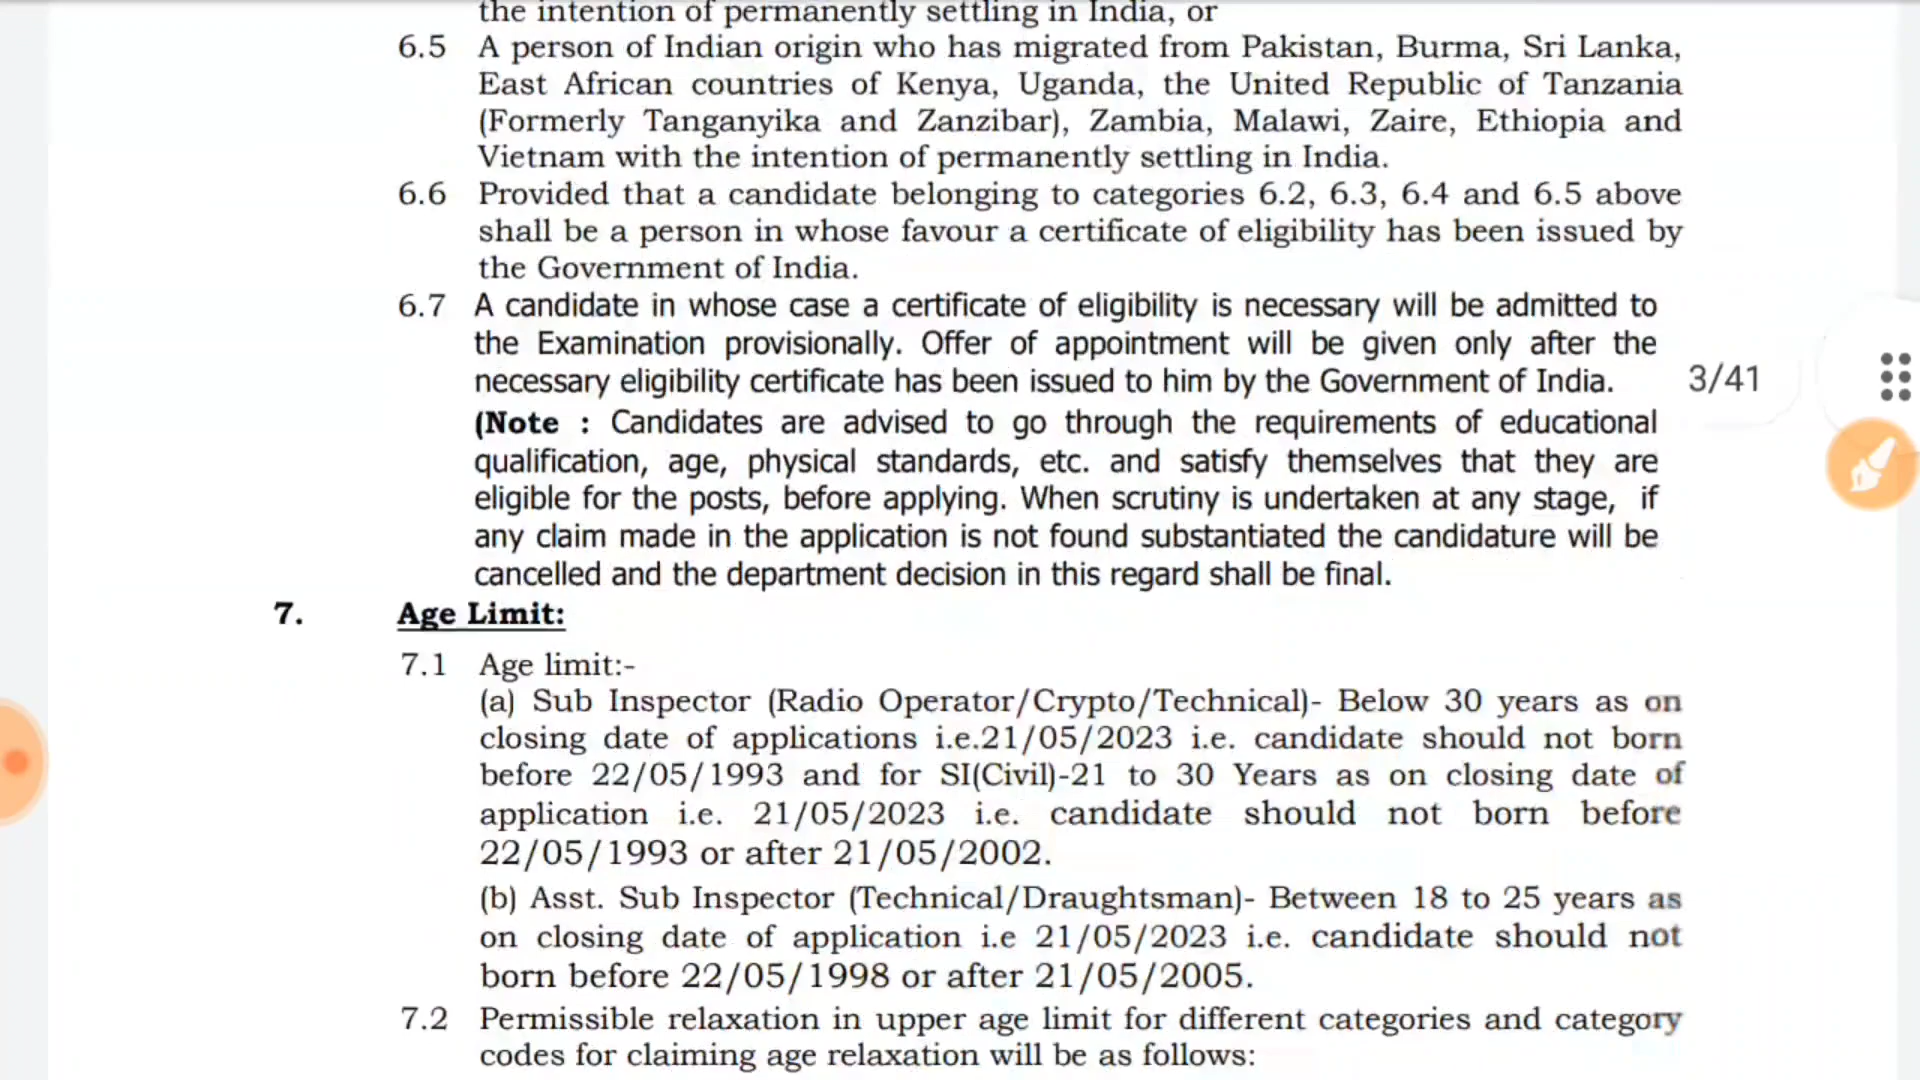 the intention of permanently settling in India, or
6.5 A person of Indian origin who has migrated from Pakistan, Burma, Sri Lanka,
East African countries of Kenya, Uganda, the United Republic of Tanzania
(Formerly Tanganyika and Zanzibar), Zambia, Malawi, Zaire, Ethiopia and
Vietnam with the intention of permanently settling in India.
6.6 Provided that a candidate belonging to categories 6.2, 6.3, 6.4 and 6.5 above
shall be a person in whose favour a certificate of eligibility has been issued by
the Government of India.
6.7 A candidate in whose case a certificate of eligibility is necessary will be admitted to
the Examination provisionally. Offer of appointment will be given only after the
necessary eligibility certificate has been issued to him by the Government of India.
3/41
(Note : Candidates are advised to go through the requirements of educational
qualification, age, physical standards, etc. and satisfy themselves that they are
eligible for the posts, before applying. When scrutiny is undertaken at any stage, if
any claim made in the application is not found substantiated the candidature will be
cancelled and the department decision in this regard shall be final.
7. Age Limit:
7.1 Age limit:-
(a) Sub Inspector (Radio Operator/Crypto/Technical)- Below 30 years as on
closing date of applications i.e.21/05/2023 i.e. candidate should not born
before 22/05/1993 and for SI(Civil)-21 to 30 Years as on closing date of
application i.e. 21/05/2023 i.e. candidate should not born before
22/05/1993 or after 21/05/2002.
(b) Asst. Sub Inspector (Technical/Draughtsman)- Between 18 to 25 years as
on closing date of application i.e 21/05/2023 i.e. candidate should not
born before 22/05/1998 or after 21/05/2005.
7.2 Permissible relaxation in upper age limit for different categories and category
codes for claiming age relaxation will be as follows: